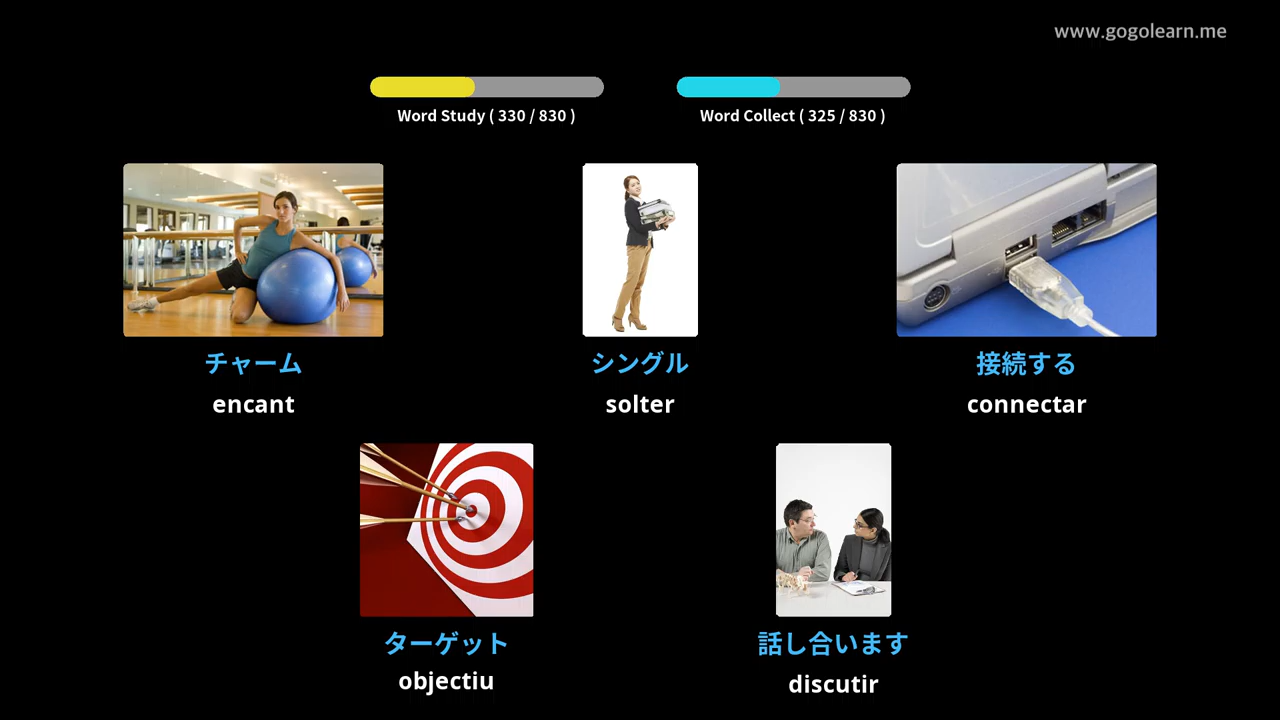 www.gogolearn.me
Word Study ( 330 / 830 )
Word Collect ( 325 / 830 )
チャーム
encant
シングル
solter
接続する
connectar
ターゲット
objectiu
話し合います
discutir